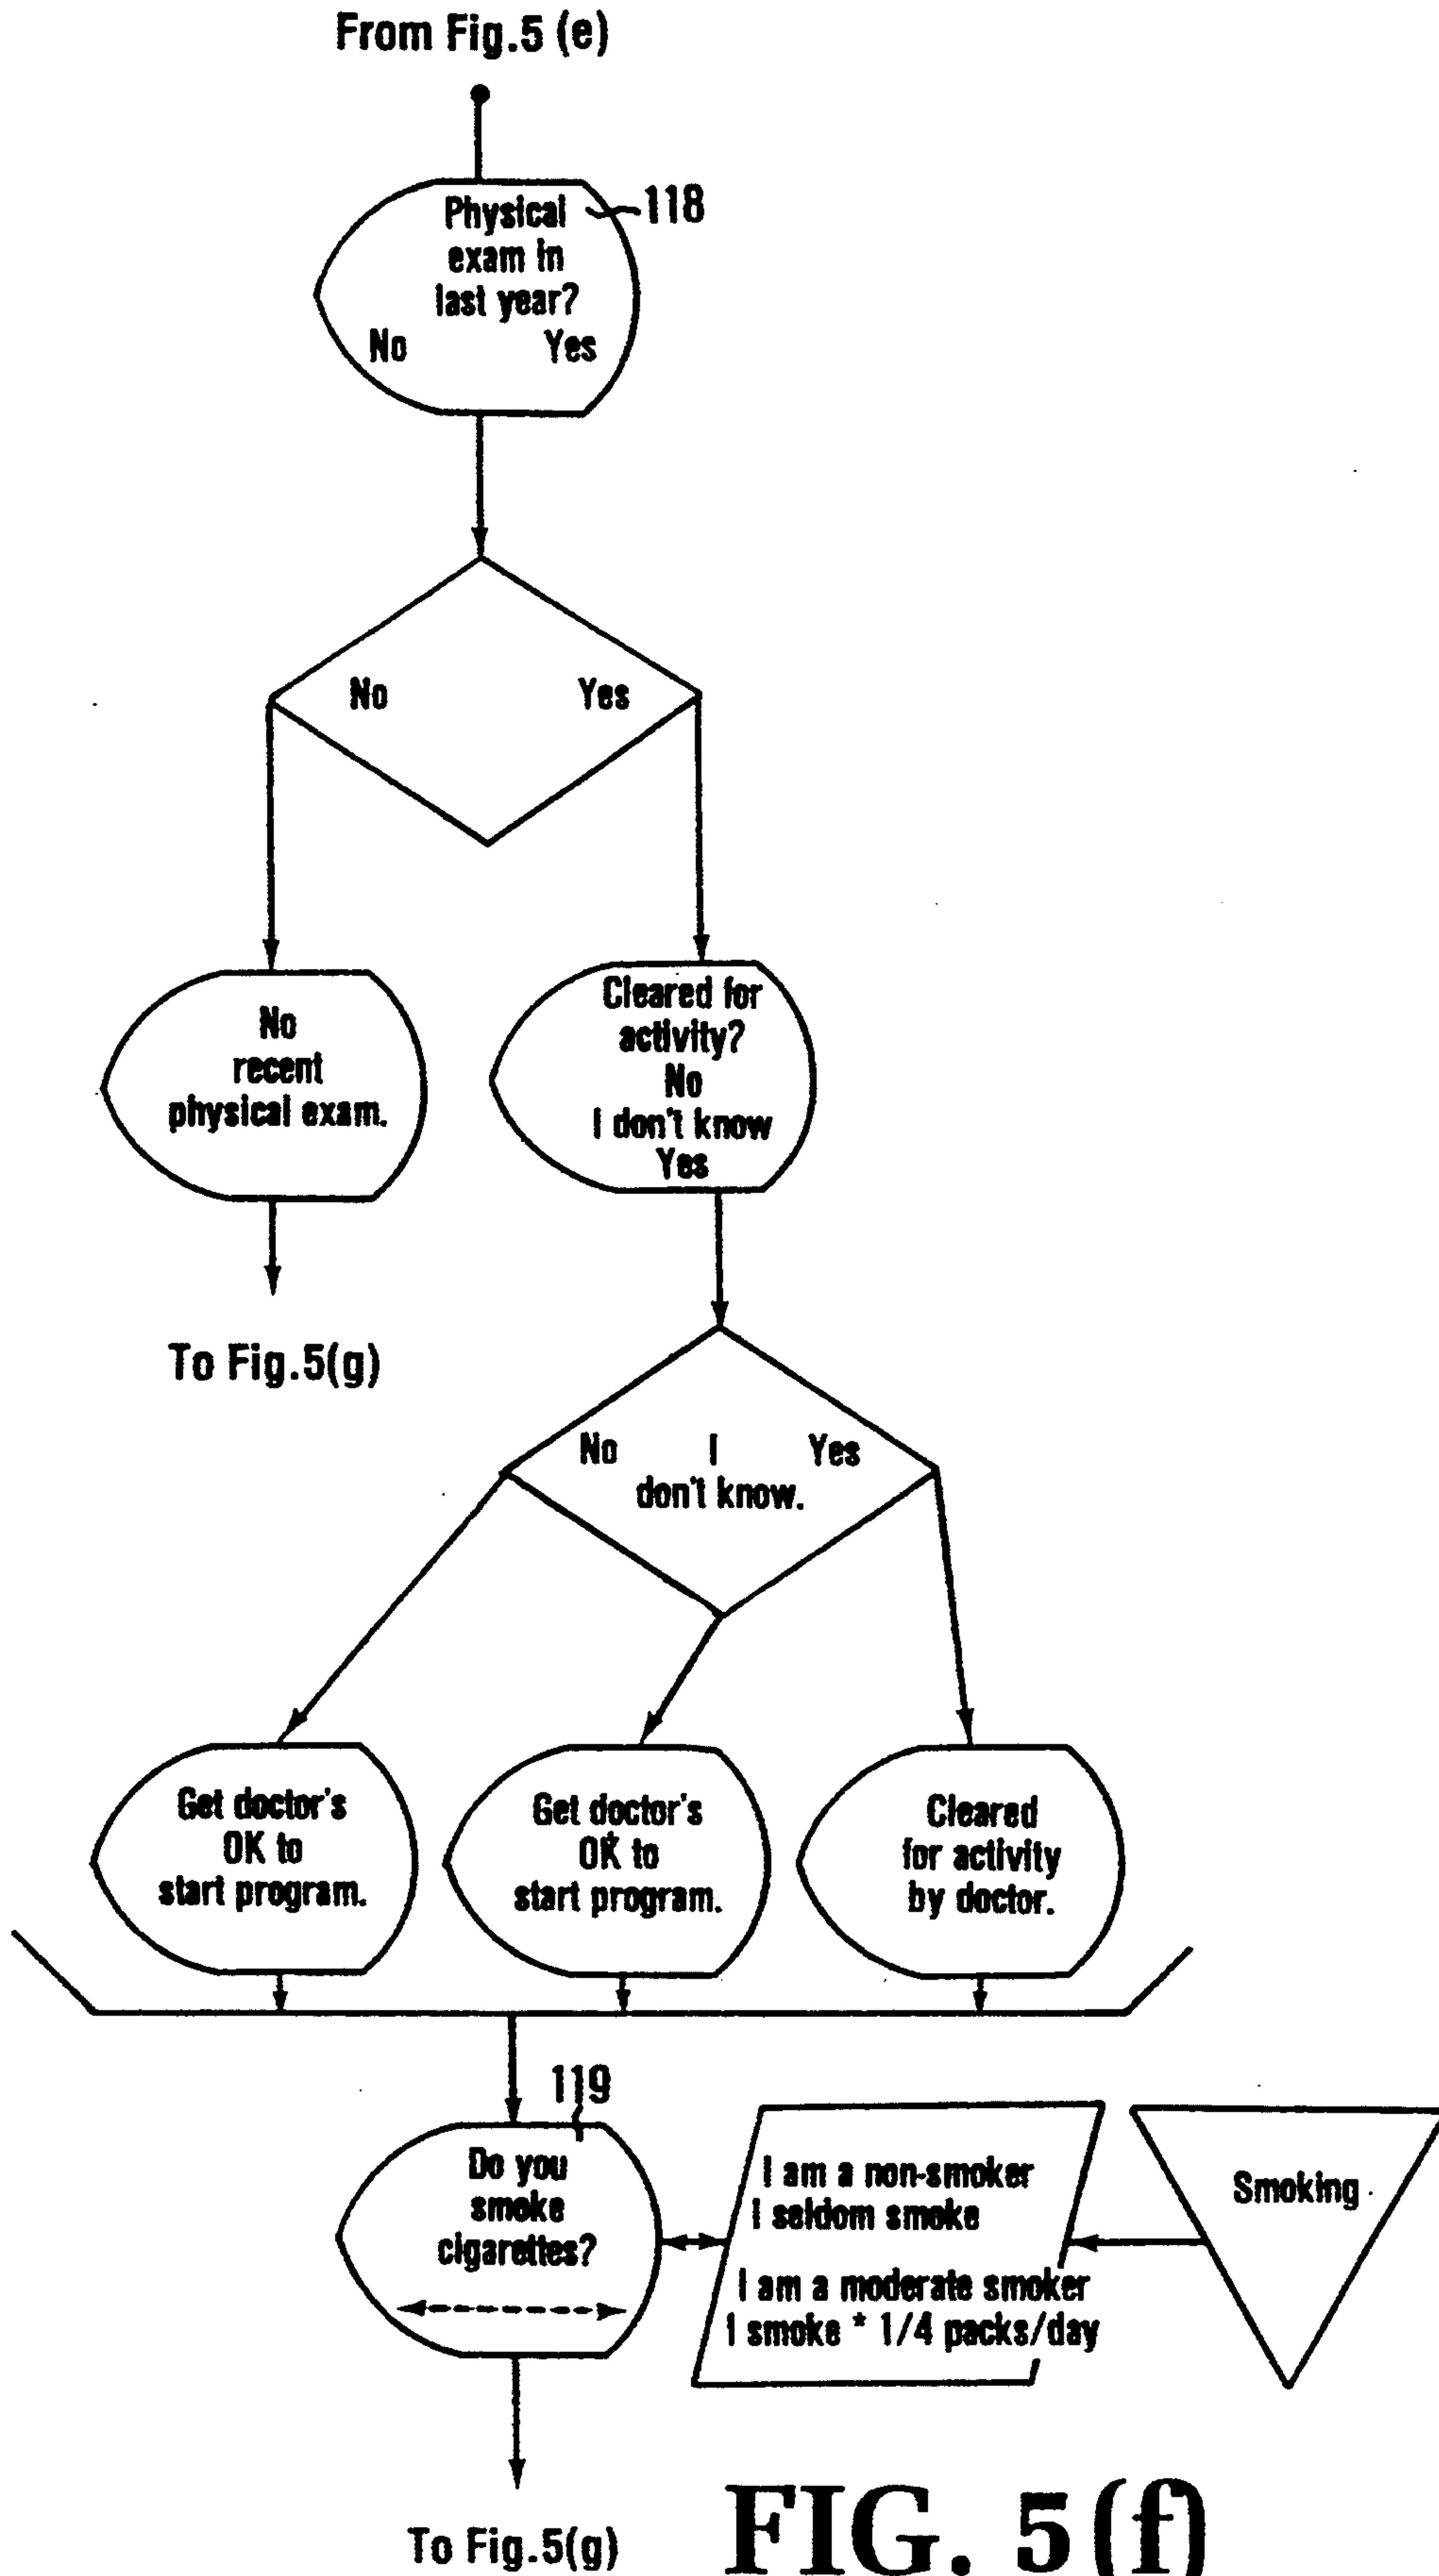 From Fig.5 (e)
Physical
118
exam in
last year?
No Yes
No Yes
No
recent
physical exam.
Cleared for
activity?
No
I don't know
Yes
To Fig.5(g)
No I Yes
don't know.
Get doctor's
OK to
start program.
Get doctor's
OK to
start program.
Cleared
for activity
by doctor.
119
Do you
smoke
cigarettes?
I am a non-smoker
I seldom smoke
I am a moderate smoker
I smoke * 1/4 packs/day
Smoking
To Fig.5(g)
FIG. 5(f)